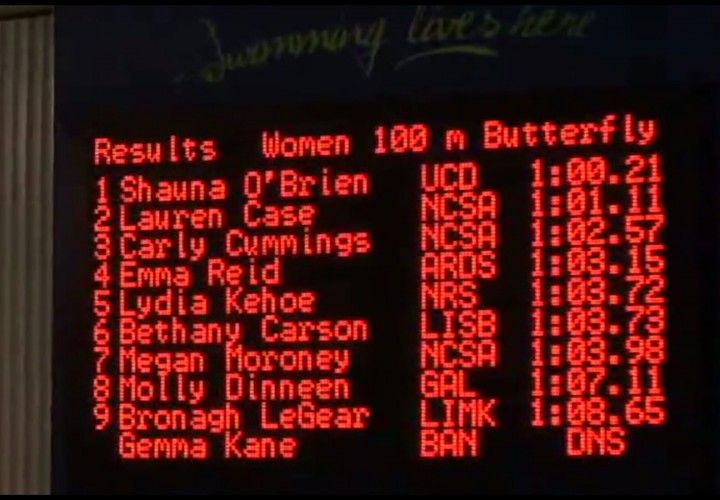 Swimming lives here
Results Women 100 m Butterfly
1 Shauna O'Brien UCD 1:00.21
2 Lauren Case NCSA 1:01.11
3 Carly Cummings NCSA 1:02.57
4 Emma Reid ARDS 1:03.15
5 Lydia Kehoe NRS 1:03.72
6 Bethany Carson LISB 1:03.73
7 Megan Moroney NCSA 1:03.98
8 Molly Dinneen GAL 1:07.11
9 Bronagh LeGear LIMK 1:08.65
Gemma Kane BAN DNS